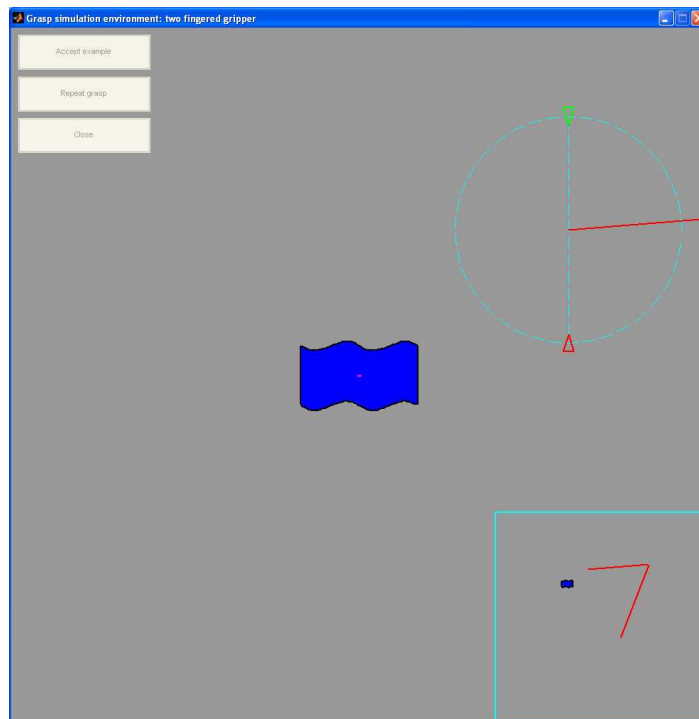 Grasp simulation environment: two fingered gripper
Accept example
Repeat grasp
Close